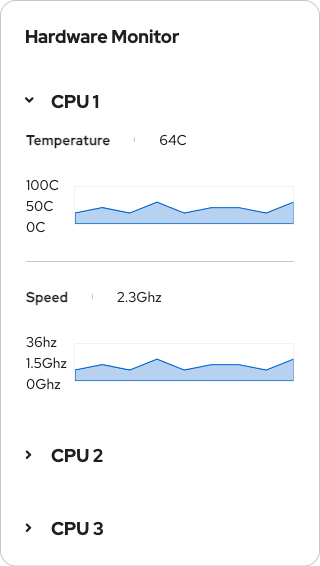 Hardware Monitor
CPU 1
Temperature 64C
100C
50C
0C
Speed 2.3Ghz
36hz
1.5Ghz
0Ghz
CPU 2
CPU 3